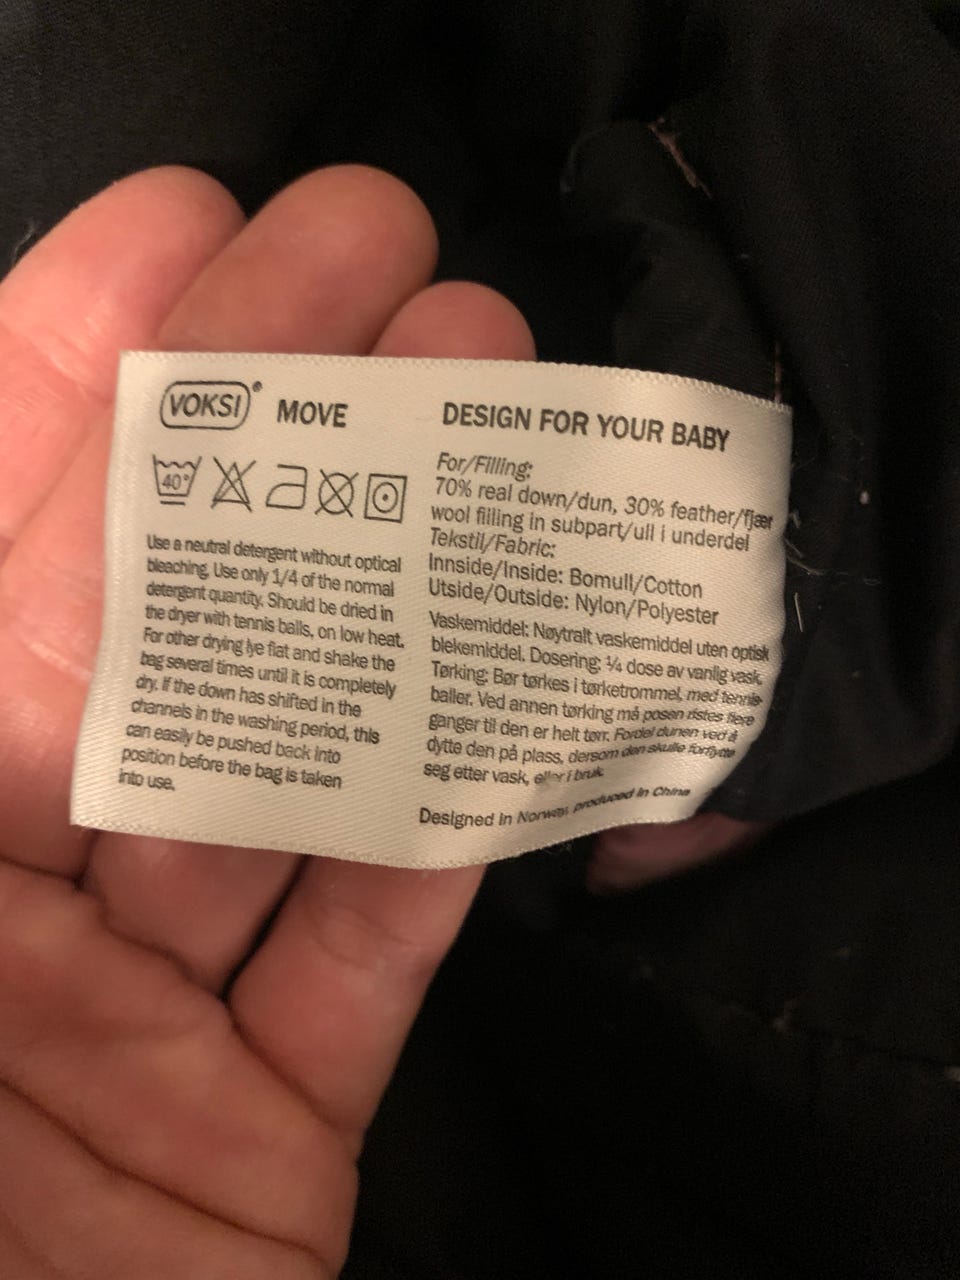 VOKSI® MOVE
40°
Use a neutral detergent without optical
bleaching. Use only 1/4 of the normal
detergent quantity. Should be dried in
the dryer with tennis balls, on low heat.
For other drying lye flat and shake the
bag several times until it is completely
dry. If the down has shifted in the
channels in the washing period, this
can easily be pushed back into
position before the bag is taken
into use.
DESIGN FOR YOUR BABY
For/Filling:
70% real down/dun, 30% feather/fjær
wool filling in subpart/ull i underdel
Tekstil/Fabric:
Innside/Inside: Bomull/Cotton
Utside/Outside: Nylon/Polyester
Vaskemiddel: Nøytralt vaskemiddel uten optisk
blekemiddel. Dosering: ¼ dose av vanlig vask.
Tørking: Bør tørkes i tørketrommel, med tennis-
baller. Ved annen tørking må posen ristes flere
ganger til den er helt tørr. Fordel dunen ved å
dytte den på plass, dersom den skulle forflytte
seg etter vask, eller i bruk.
Designed in Norway, produced in China